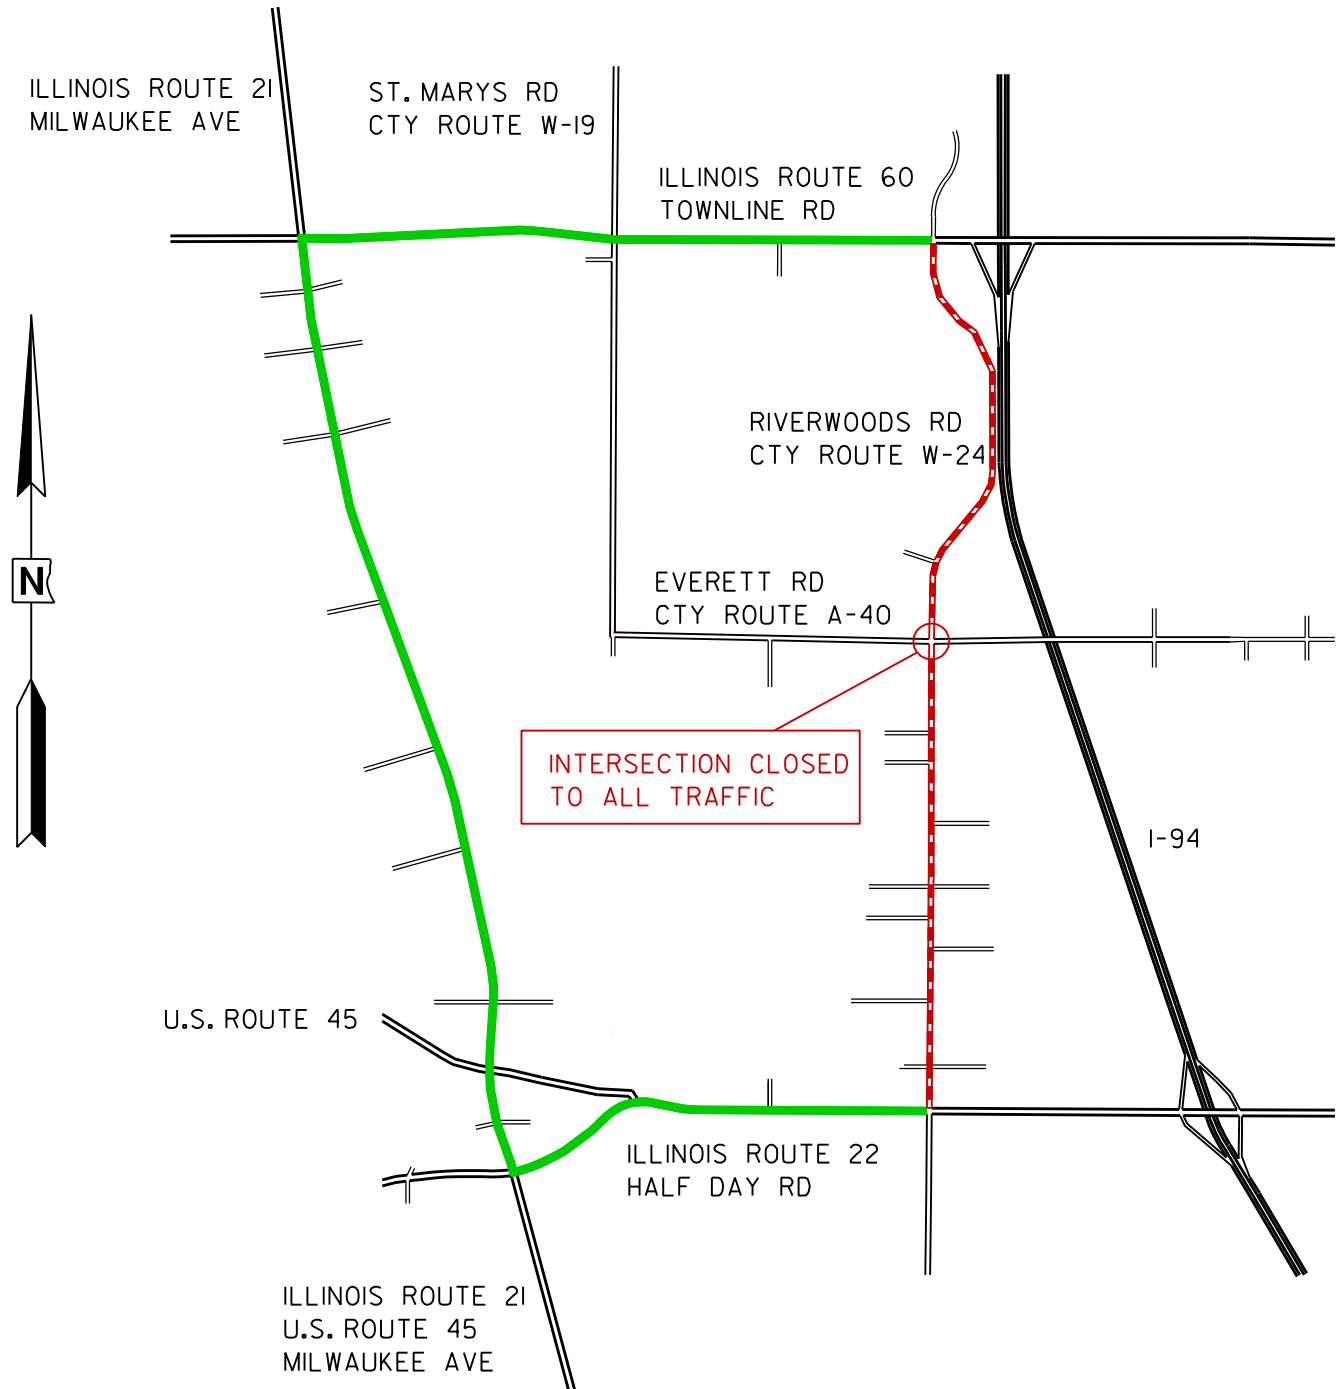 ILLINOIS ROUTE 21
MILWAUKEE AVE
ST. MARYS RD
CTY ROUTE W-19
ILLINOIS ROUTE 60
TOWNLINE RD
RIVERWOODS RD
CTY ROUTE W-24
N
EVERETT RD
CTY ROUTE A-40
INTERSECTION CLOSED
TO ALL TRAFFIC
I-94
U.S. ROUTE 45
ILLINOIS ROUTE 22
HALF DAY RD
ILLINOIS ROUTE 21
U.S. ROUTE 45
MILWAUKEE AVE